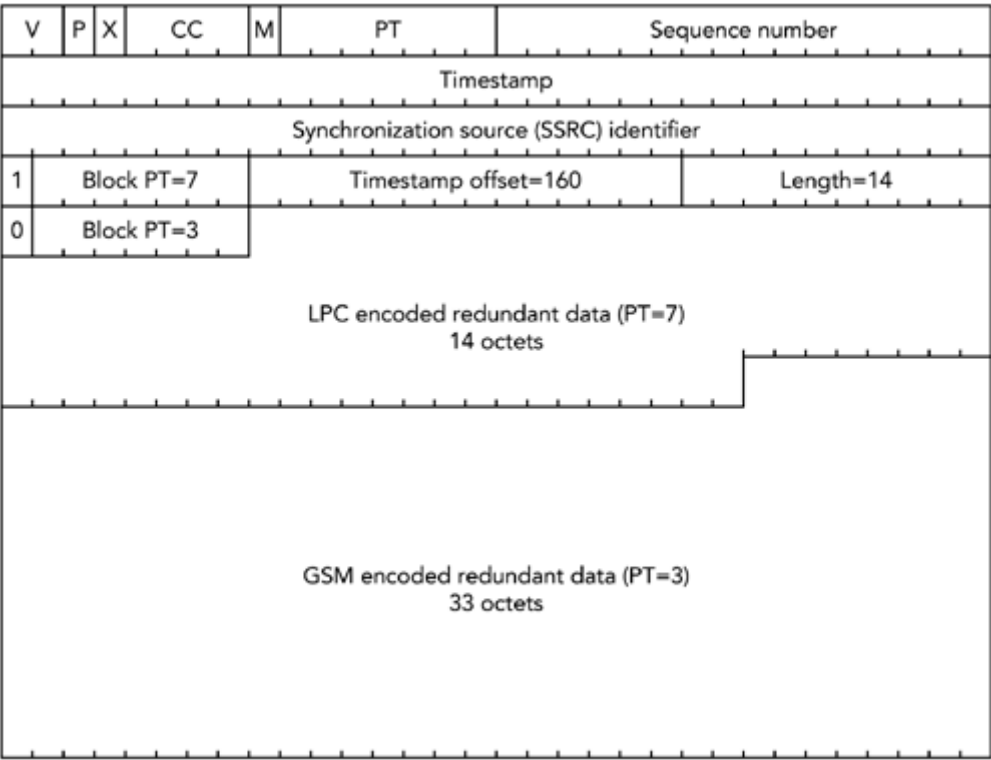 V P X CC M PT Sequence number
Timestamp
Synchronization source (SSRC) identifier
1 Block PT=7 Timestamp offset=160 Length=14
0 Block PT=3
LPC encoded redundant data (PT=7)
14 octets
GSM encoded redundant data (PT=3)
33 octets